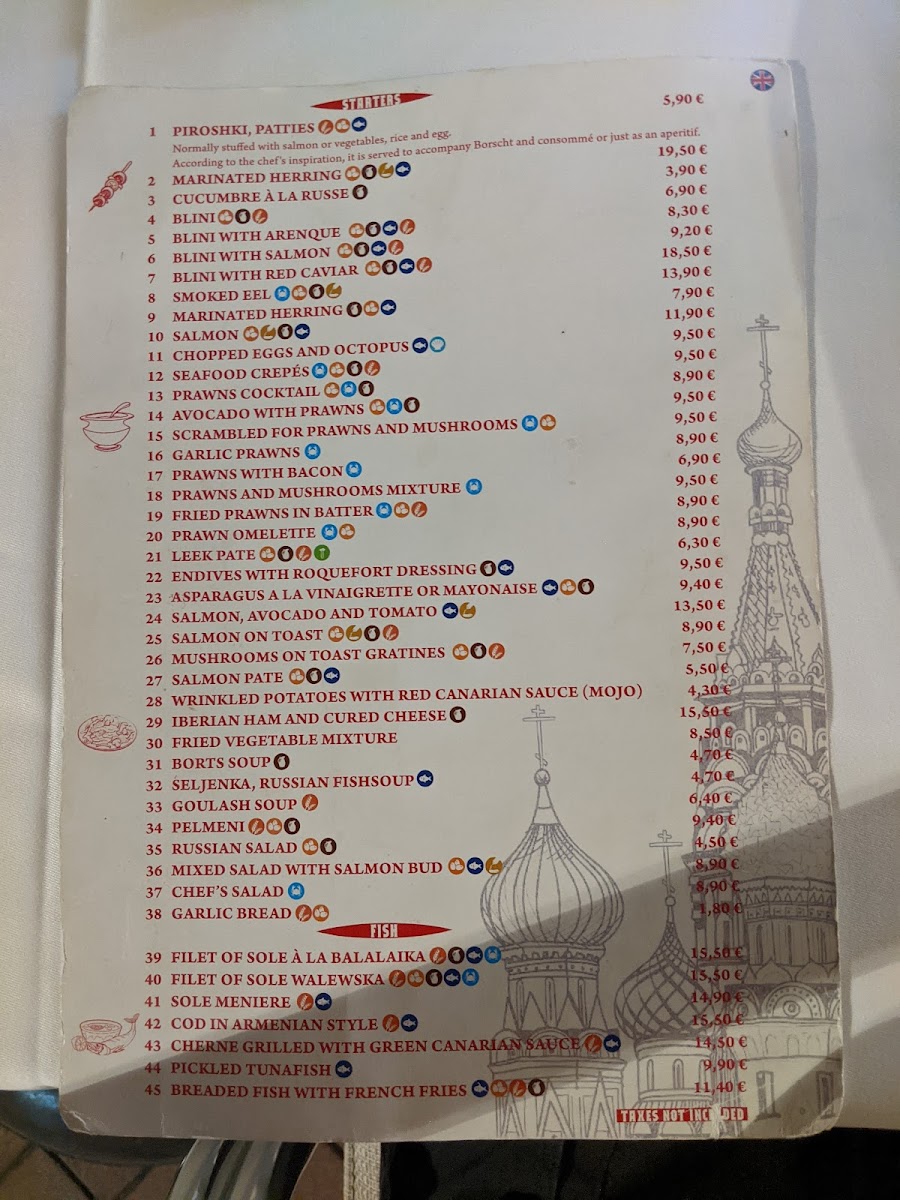 STARTERS
1 PIROSHKI, PATTIES 5,90 €
Normally stuffed with salmon or vegetables, rice and egg.
According to the chef's inspiration, it is served to accompany Borscht and consommé or just as an aperitif.
2 MARINATED HERRING 19,50 €
3 CUCUMBRE À LA RUSSE 3,90 €
4 BLINI 6,90 €
5 BLINI WITH ARENQUE 8,30 €
6 BLINI WITH SALMON 9,20 €
7 BLINI WITH RED CAVIAR 18,50 €
8 SMOKED EEL 13,90 €
9 MARINATED HERRING 7,90 €
10 SALMON 11,90 €
11 CHOPPED EGGS AND OCTOPUS 9,50 €
12 SEAFOOD CREPÉS 9,50 €
13 PRAWNS COCKTAIL 8,90 €
14 AVOCADO WITH PRAWNS 9,50 €
15 SCRAMBLED FOR PRAWNS AND MUSHROOMS 9,50 €
16 GARLIC PRAWNS 8,90 €
17 PRAWNS WITH BACON 6,90 €
18 PRAWNS AND MUSHROOMS MIXTURE 9,50 €
19 FRIED PRAWNS IN BATTER 8,90 €
20 PRAWN OMELETTE 8,90 €
21 LEEK PATE 6,30 €
22 ENDIVES WITH ROQUEFORT DRESSING 9,50 €
23 ASPARAGUS A LA VINAIGRETTE OR MAYONAISE 9,40 €
24 SALMON, AVOCADO AND TOMATO 13,50 €
25 SALMON ON TOAST 8,90 €
26 MUSHROOMS ON TOAST GRATINES 7,50 €
27 SALMON PATE 5,50 €
28 WRINKLED POTATOES WITH RED CANARIAN SAUCE (MOJO) 4,30 €
29 IBERIAN HAM AND CURED CHEESE 15,50 €
30 FRIED VEGETABLE MIXTURE 8,50 €
31 BORTS SOUP 4,70 €
32 SELJENKA, RUSSIAN FISHSOUP 4,70 €
33 GOULASH SOUP 6,40 €
34 PELMENI 9,40 €
35 RUSSIAN SALAD 4,50 €
36 MIXED SALAD WITH SALMON BUD 8,90 €
37 CHEF'S SALAD 8,90 €
38 GARLIC BREAD 1,80 €
FISH
39 FILET OF SOLE À LA BALALAIKA 15,50 €
40 FILET OF SOLE WALEWSKA 15,50 €
41 SOLE MENIERE 14,90 €
42 COD IN ARMENIAN STYLE 15,50 €
43 CHERNE GRILLED WITH GREEN CANARIAN SAUCE 14,50 €
44 PICKLED TUNAFISH 9,90 €
45 BREADED FISH WITH FRENCH FRIES 11,40 €
TAXES NOT INCLUDED